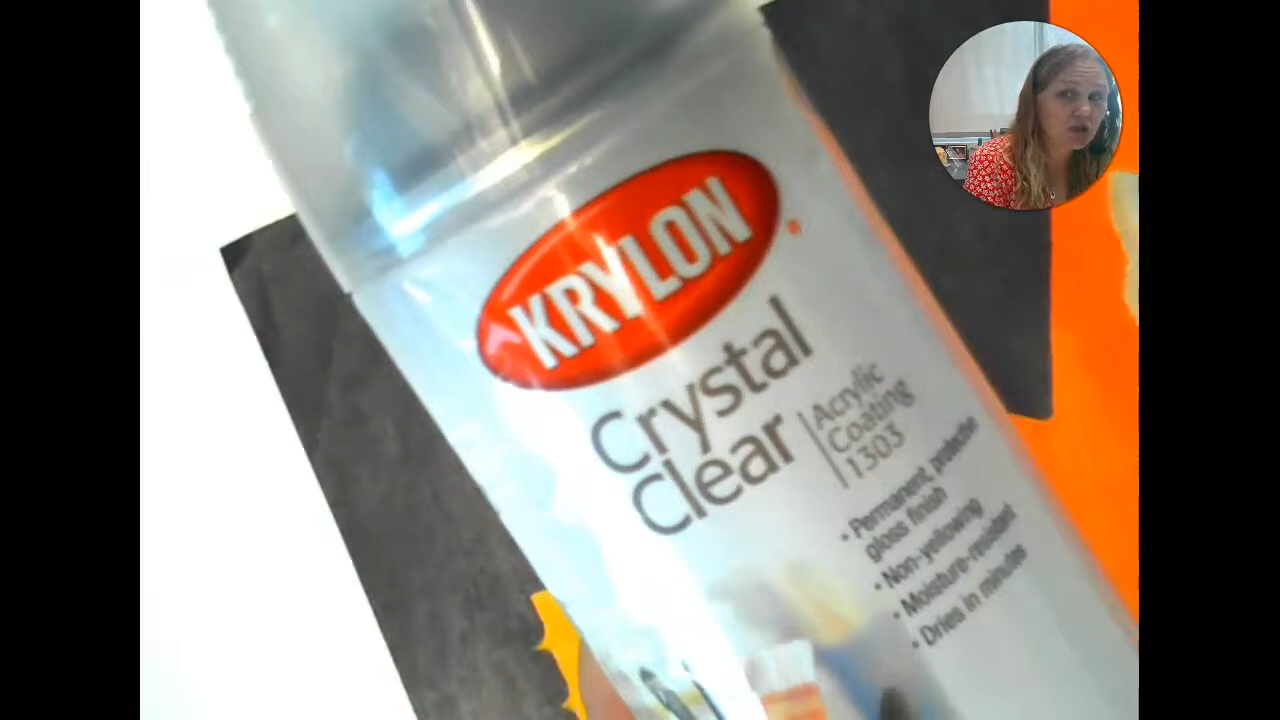 KRYLON
Crystal
Clear
Acrylic
Coating
1303
• Permanent, protective
gloss finish
• Non-yellowing
• Moisture-resistant
• Dries in minutes